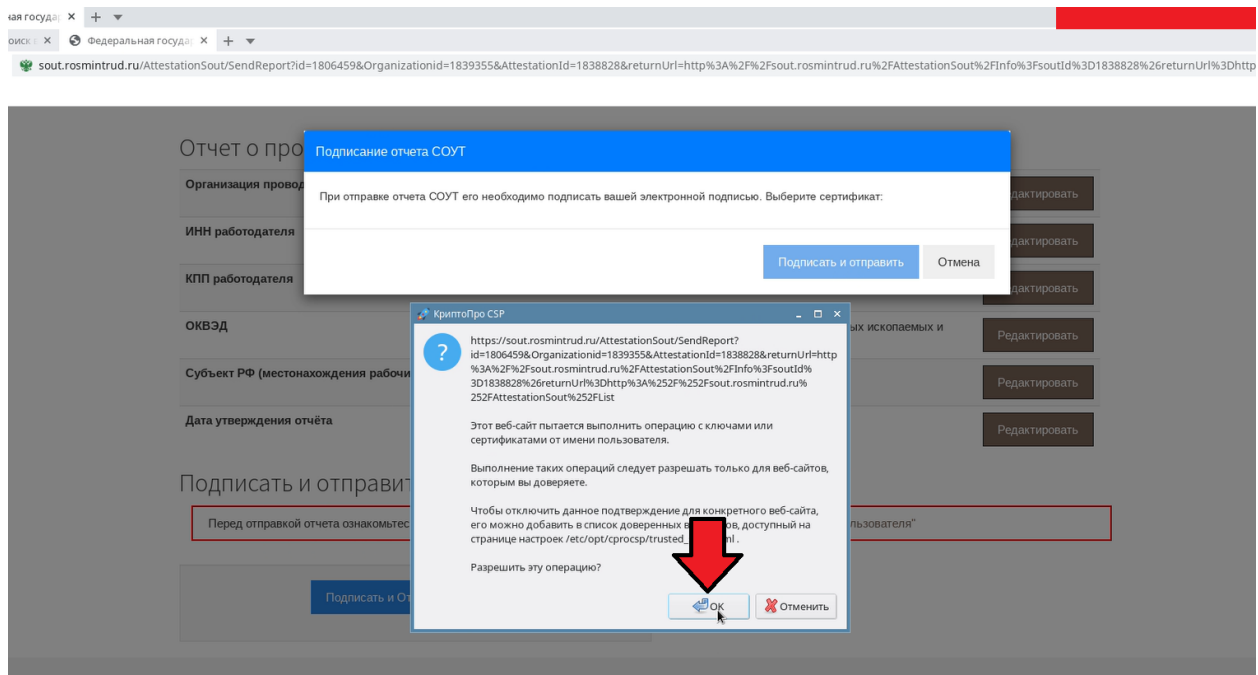 ная госуда
оиск
Федеральная госуда
sout.rosmintrud.ru/AttestationSout/SendReport?id=1806459&Organizationid=1839355&AttestationId=1838828&returnUrl=http%3A%2F%2Fsout.rosmintrud.ru%2FAttestationSout%2FInfo%3FsoutId%3D1838828%26returnUrl%3Dhttp
Отчет о про
Подписание отчета СОУТ
Организация провод
При отправке отчета СОУТ его необходимо подписать вашей электронной подписью. Выберите сертификат:
едактировать
ИНН работодателя
дактировать
Подписать и отправить
Отмена
КПП работодателя
дактировать
КриптоПро CSP
ОКВЭД
ых ископаемых и
Редактировать
https://sout.rosmintrud.ru/AttestationSout/SendReport?
id=1806459&Organizationid=1839355&AttestationId=1838828&returnUrl=http
%3A%2F%2Fsout.rosmintrud.ru%2FAttestationSout%2FInfo%3FsoutId%
3D1838828%26returnUrl%3Dhttp%3A%252F%252Fsout.rosmintrud.ru%
252FAttestationSout%252FList
Субъект РФ (местонахождения рабочи
Редактировать
Дата утверждения отчёта
Редактировать
Этот веб-сайт пытается выполнить операцию с ключами или
сертификатами от имени пользователя.
Выполнение таких операций следует разрешать только для веб-сайтов,
которым вы доверяете.
Подписать и отправит
Чтобы отключить данное подтверждение для конкретного веб-сайта,
его можно добавить в список доверенных в ов, доступный на
странице настроек /etc/opt/cprocsp/trusted_ ml .
Перед отправкой отчета ознакомьтес
льзователя"
Разрешить эту операцию?
Подписать и От
ОК
Отменить